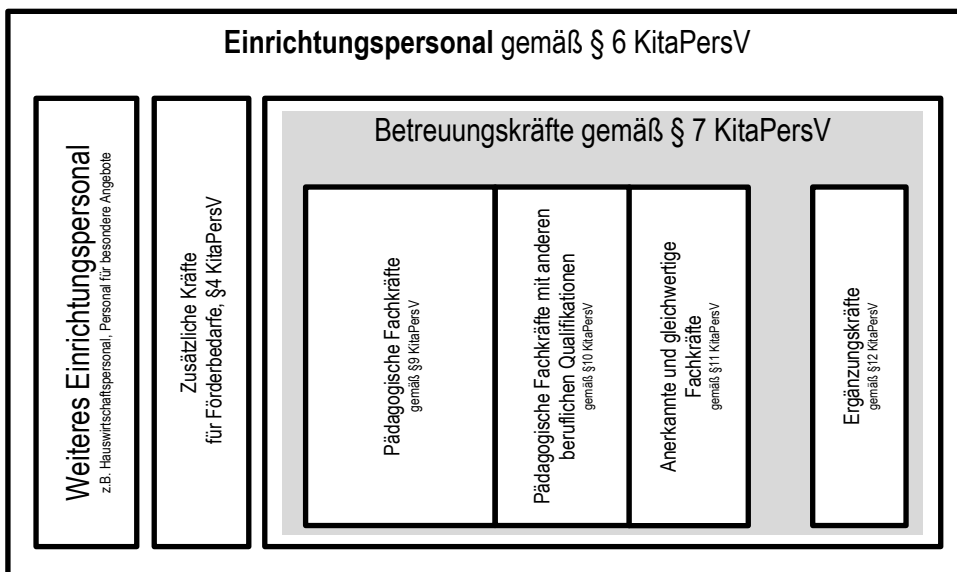 Einrichtungspersonal gemäß § 6 KitaPersV
Weiteres Einrichtungspersonal
z.B. Hauswirtschaftspersonal, Personal für besondere Angebote
Zusätzliche Kräfte
für Förderbedarfe, §4 KitaPersV
Betreuungskräfte gemäß § 7 KitaPersV
Pädagogische Fachkräfte
gemäß §9 KitaPersV
Pädagogische Fachkräfte mit anderen
beruflichen Qualifikationen
gemäß §10 KitaPersV
Anerkannte und gleichwertige
Fachkräfte
gemäß §11 KitaPersV
Ergänzungskräfte
gemäß §12 KitaPersV